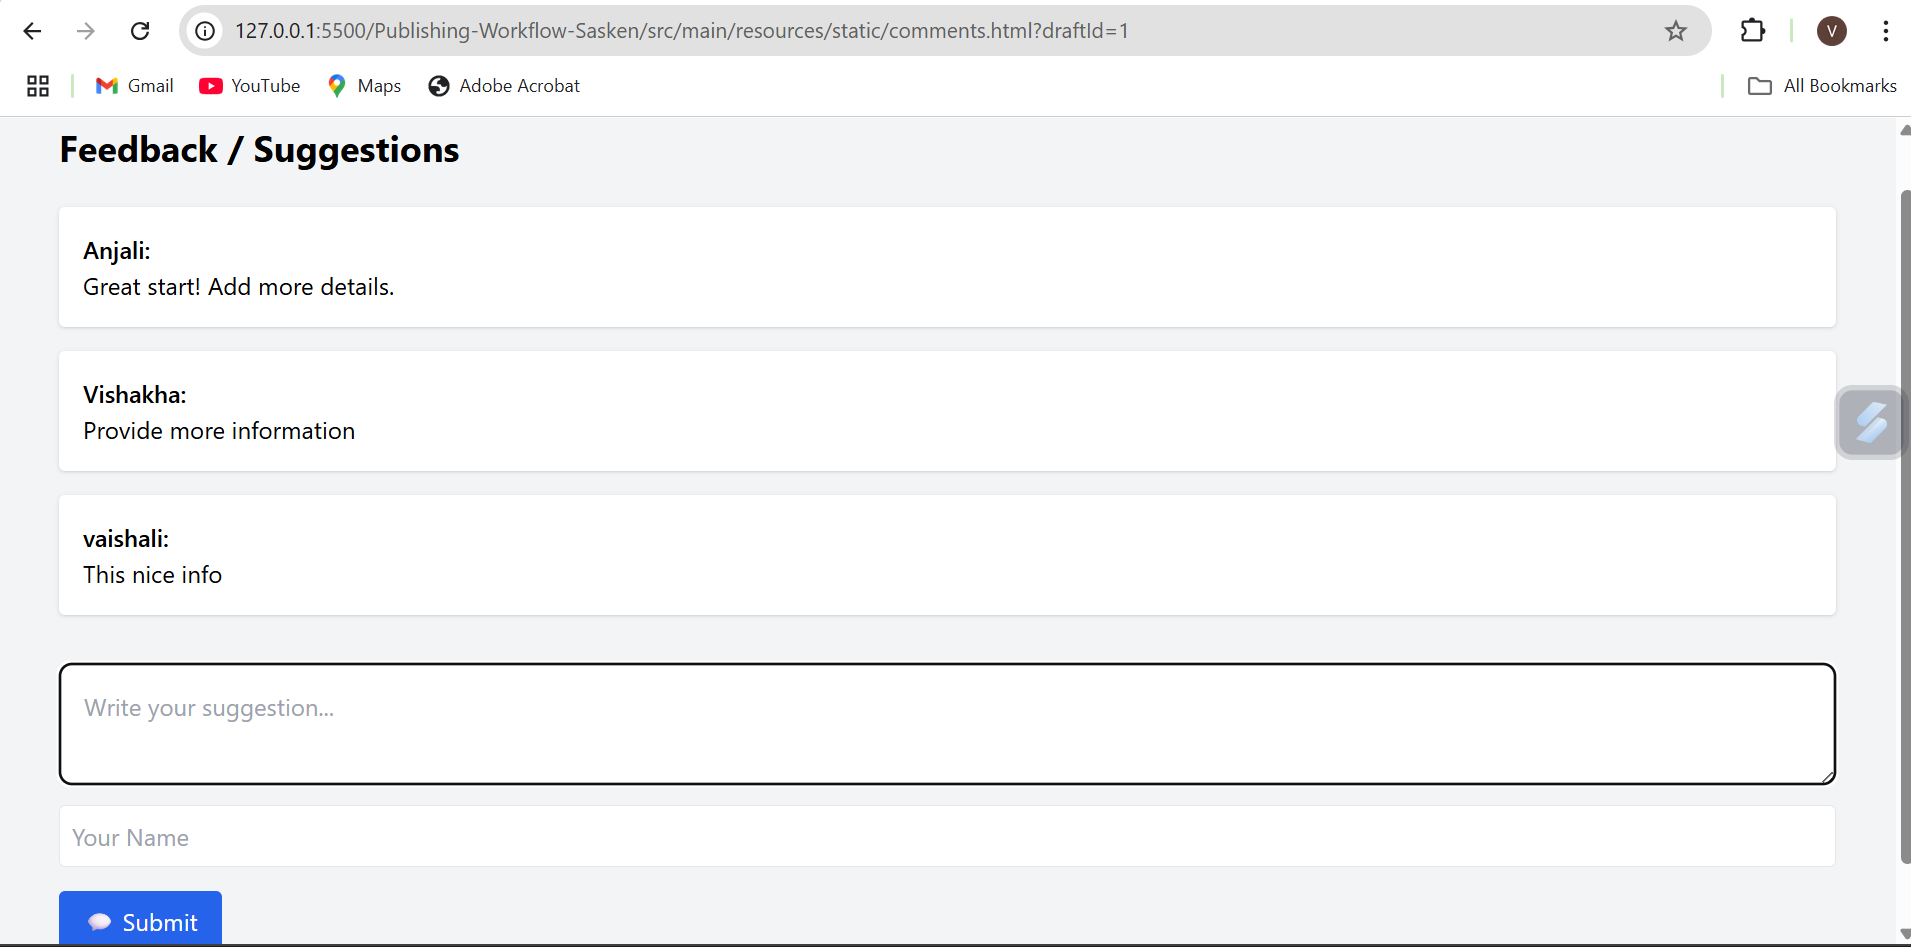 127.0.0.1:5500/Publishing-Workflow-Sasken/src/main/resources/static/comments.html?draftId=1
V
Gmail
YouTube
Maps
Adobe Acrobat
All Bookmarks
Feedback / Suggestions
Anjali:
Great start! Add more details.
Vishakha:
Provide more information
vaishali:
This nice info
Write your suggestion...
Your Name
Submit